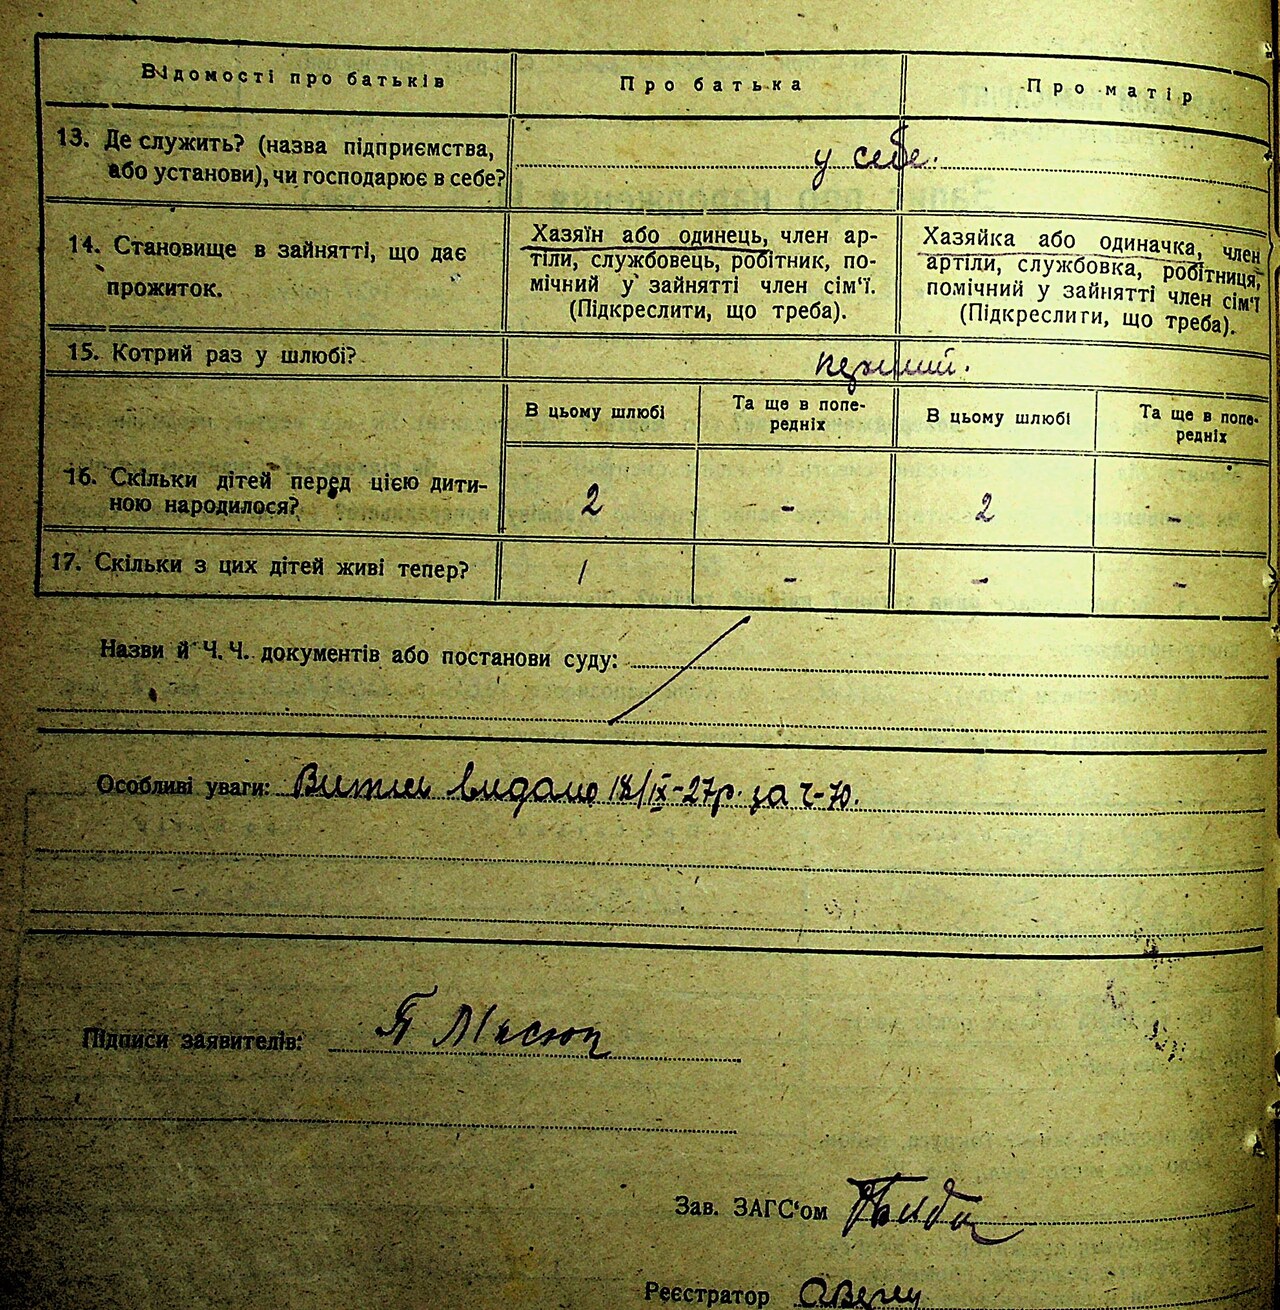 Відомості про батьків Про батька Про матір
13. Де служить? (назва підприємства,
або установи), чи господарює в себе?
у себе.
14. Становище в зайнятті, що дає
прожиток.
Хазяїн або одинець, член ар-
тіли, службовець, робітник, по-
мічний у зайнятті член сім'ї.
(Підкреслити, що треба).
Хазяйка або одиначка, член
артіли, службовка, робітниця,
помічний у зайнятті член сім'ї
(Підкреслити, що треба).
15. Котрий раз у шлюбі?
перший.
В цьому шлюбі
Та ще в попе-
редніх
В цьому шлюбі
Та ще в попе-
редніх
16. Скільки дітей перед цією дити-
ною народилося?
2 - 2 -
17. Скільки з цих дітей живі тепер? 1 - - -
Назви й Ч. Ч. документів або постанови суду:
Особливі уваги: Витяг видано 18/IX-27р. за ч-70.
Підписи заявителів: П
Зав. ЗАГС'ом
Реєстратор